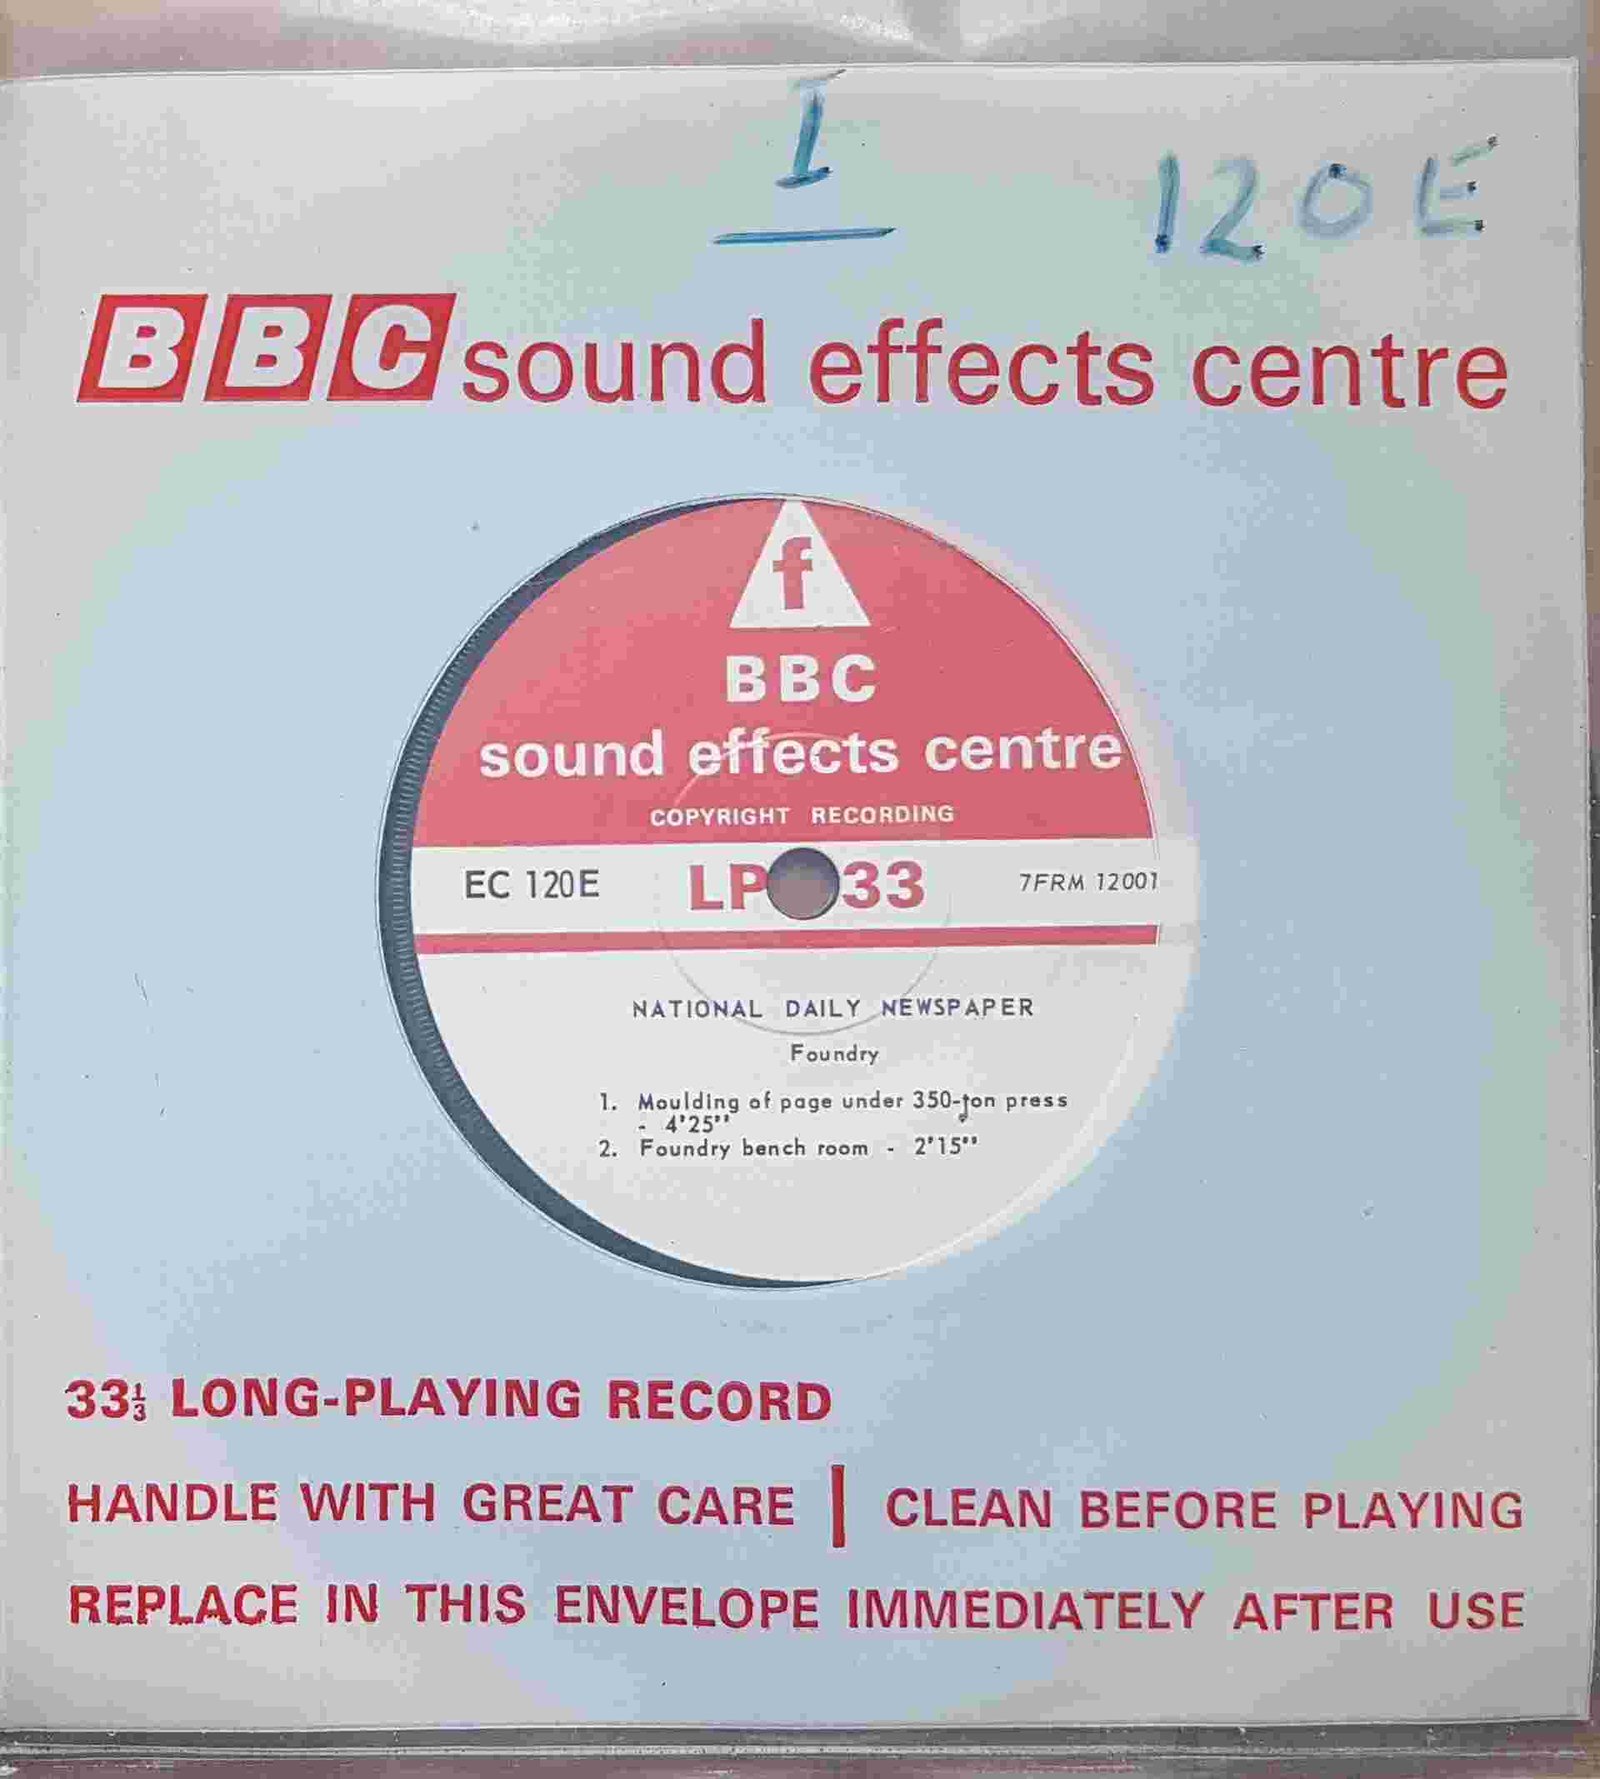 I
120E
BBC sound effects centre
f
BBC
sound effects centre
COPYRIGHT RECORDING
EC 120E LP 33 7FRM 12001
NATIONAL DAILY NEWSPAPER
Foundry
1. Moulding of page under 350-ton press
- 4'25"
2. Foundry bench room - 2'15"
33⅓ LONG-PLAYING RECORD
HANDLE WITH GREAT CARE | CLEAN BEFORE PLAYING
REPLACE IN THIS ENVELOPE IMMEDIATELY AFTER USE